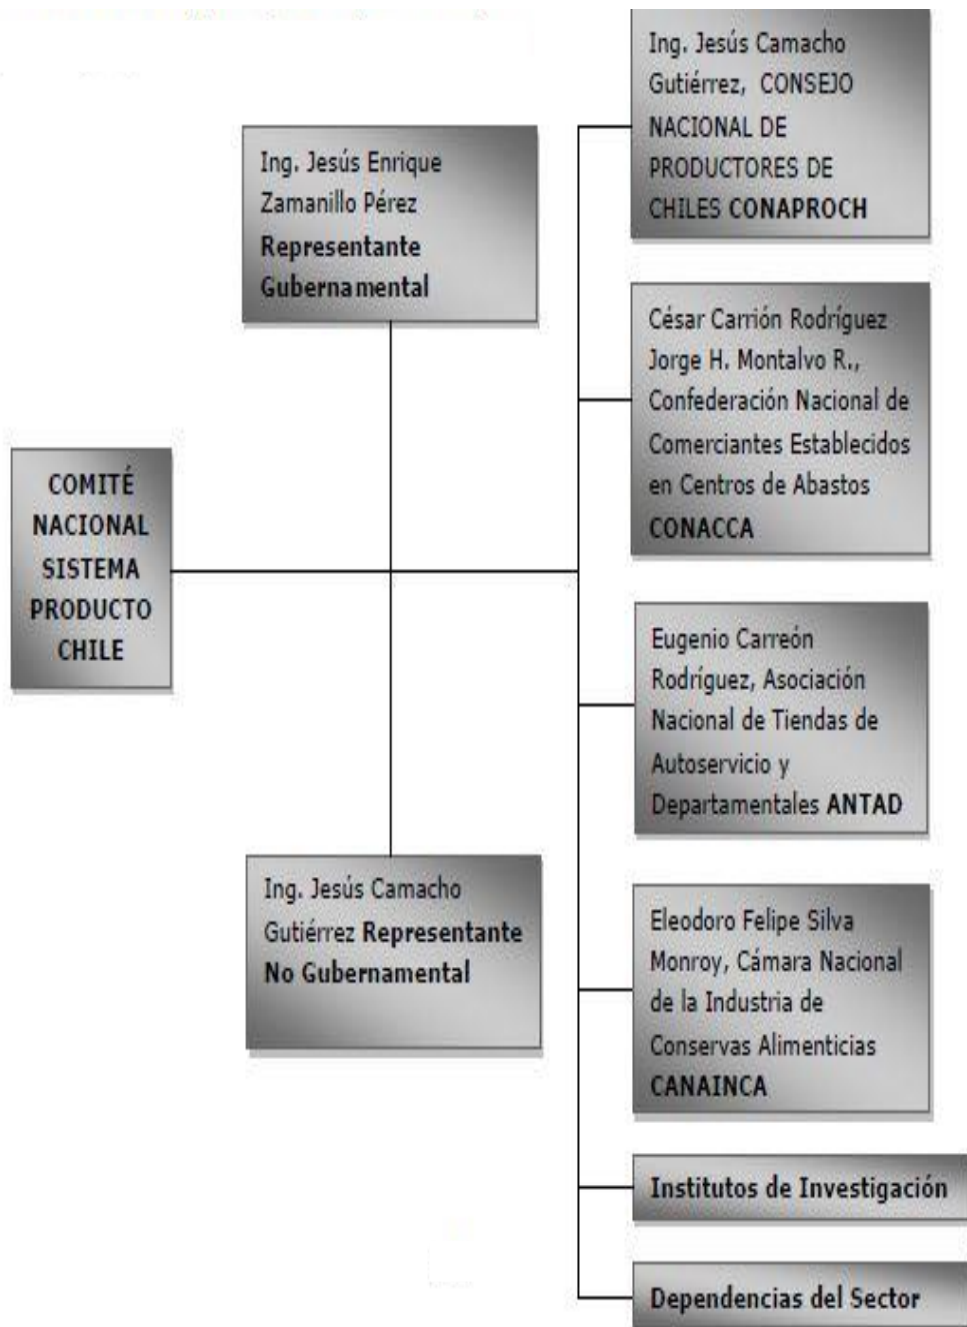 COMITÉ
NACIONAL
SISTEMA
PRODUCTO
CHILE
Ing. Jesús Enrique
Zamanillo Pérez
Representante
Gubernamental
Ing. Jesús Camacho
Gutiérrez Representante
No Gubernamental
Ing. Jesús Camacho
Gutiérrez, CONSEJO
NACIONAL DE
PRODUCTORES DE
CHILES CONAPROCH
César Carrión Rodríguez
Jorge H. Montalvo R.,
Confederación Nacional de
Comerciantes Establecidos
en Centros de Abastos
CONACCA
Eugenio Carreón
Rodríguez, Asociación
Nacional de Tiendas de
Autoservicio y
Departamentales ANTAD
Eleodoro Felipe Silva
Monroy, Cámara Nacional
de la Industria de
Conservas Alimenticias
CANAINCA
Institutos de Investigación
Dependencias del Sector